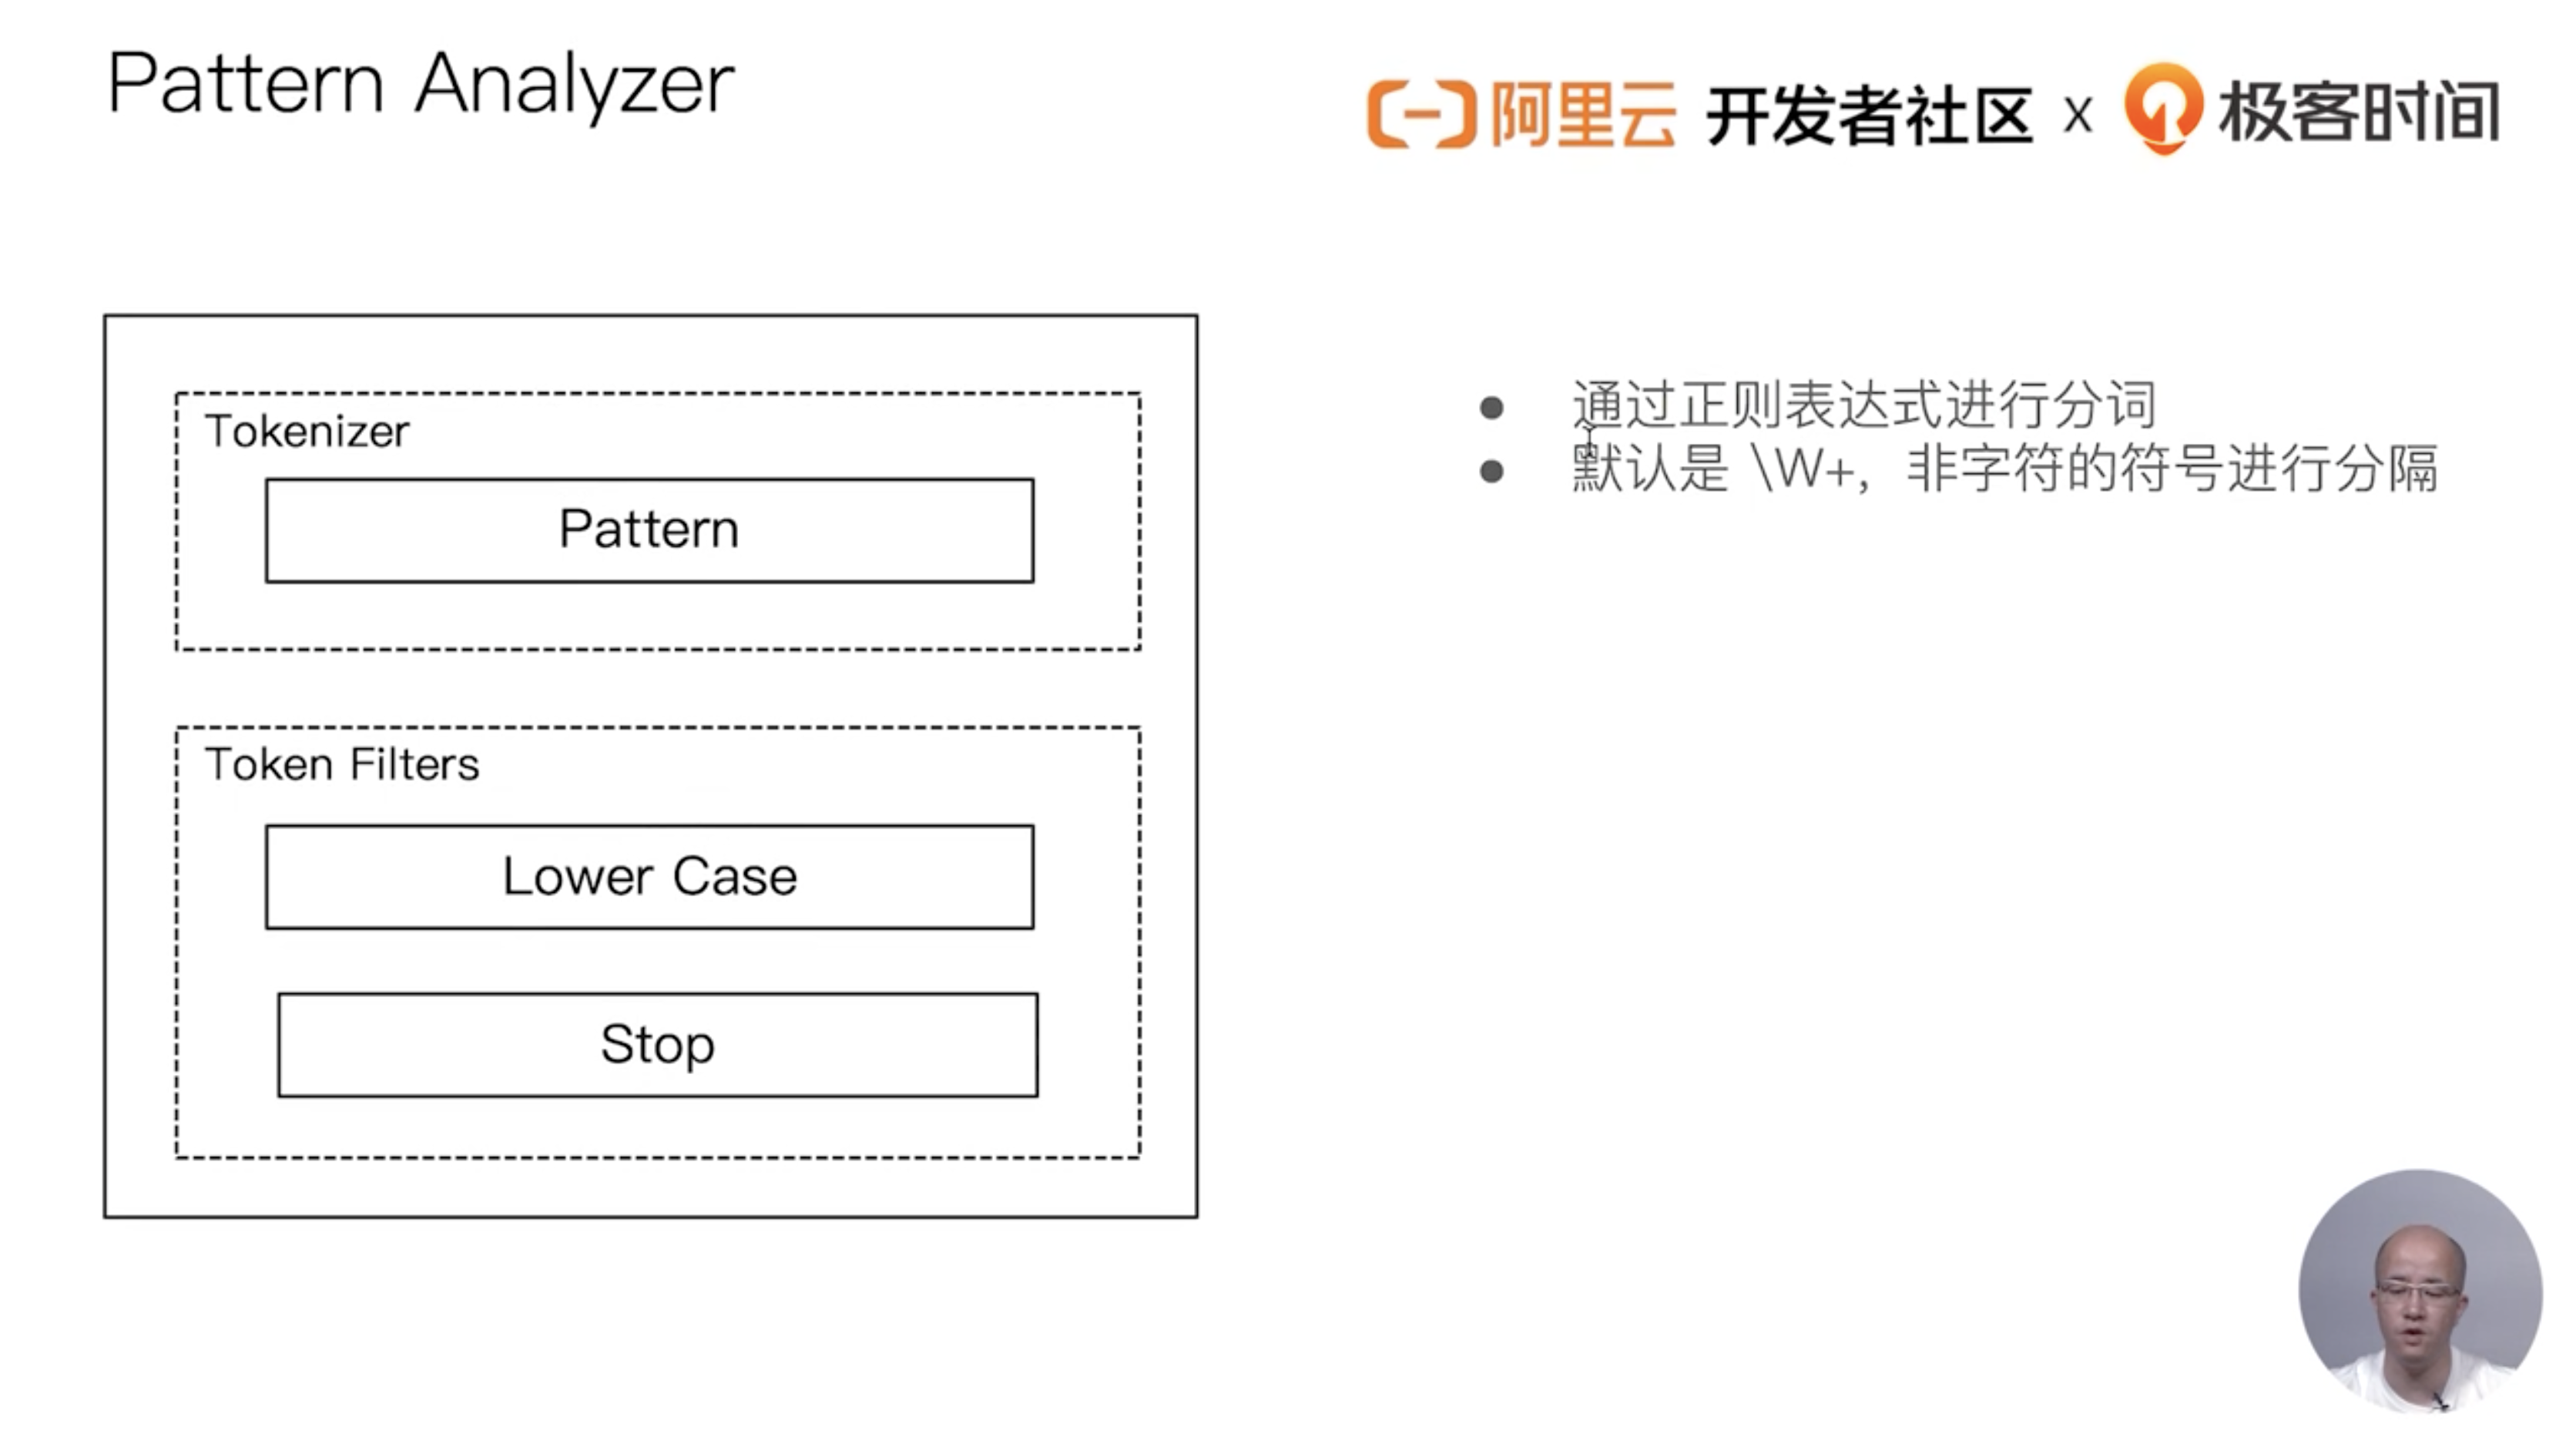 Pattern Analyzer
阿里云 开发者社区 x 极客时间
Tokenizer
Pattern
Token Filters
Lower Case
Stop
通过正则表达式进行分词
默认是 \W+，非字符的符号进行分隔